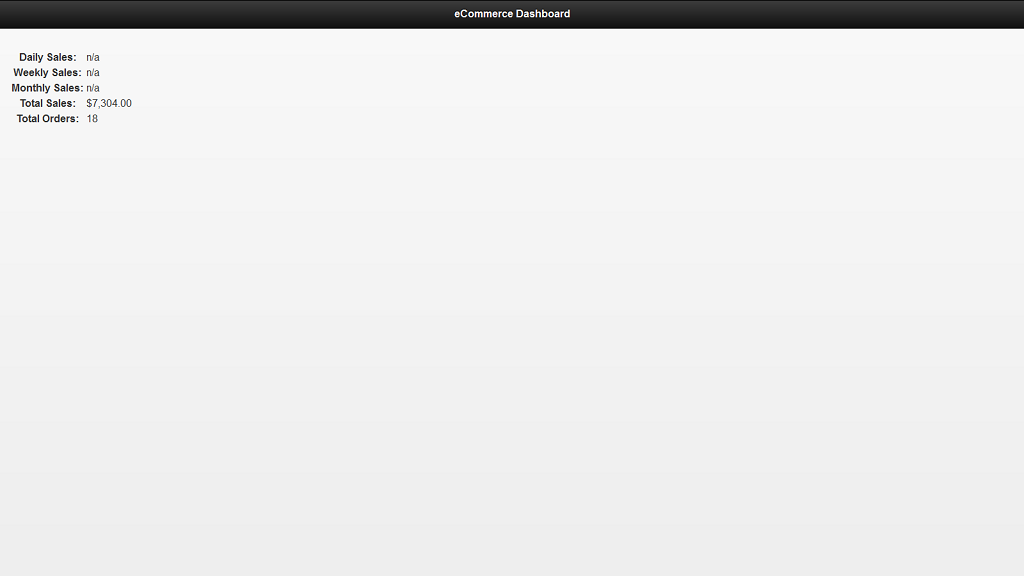 eCommerce Dashboard
Daily Sales: n/a
Weekly Sales: n/a
Monthly Sales: n/a
Total Sales: $7,304.00
Total Orders: 18